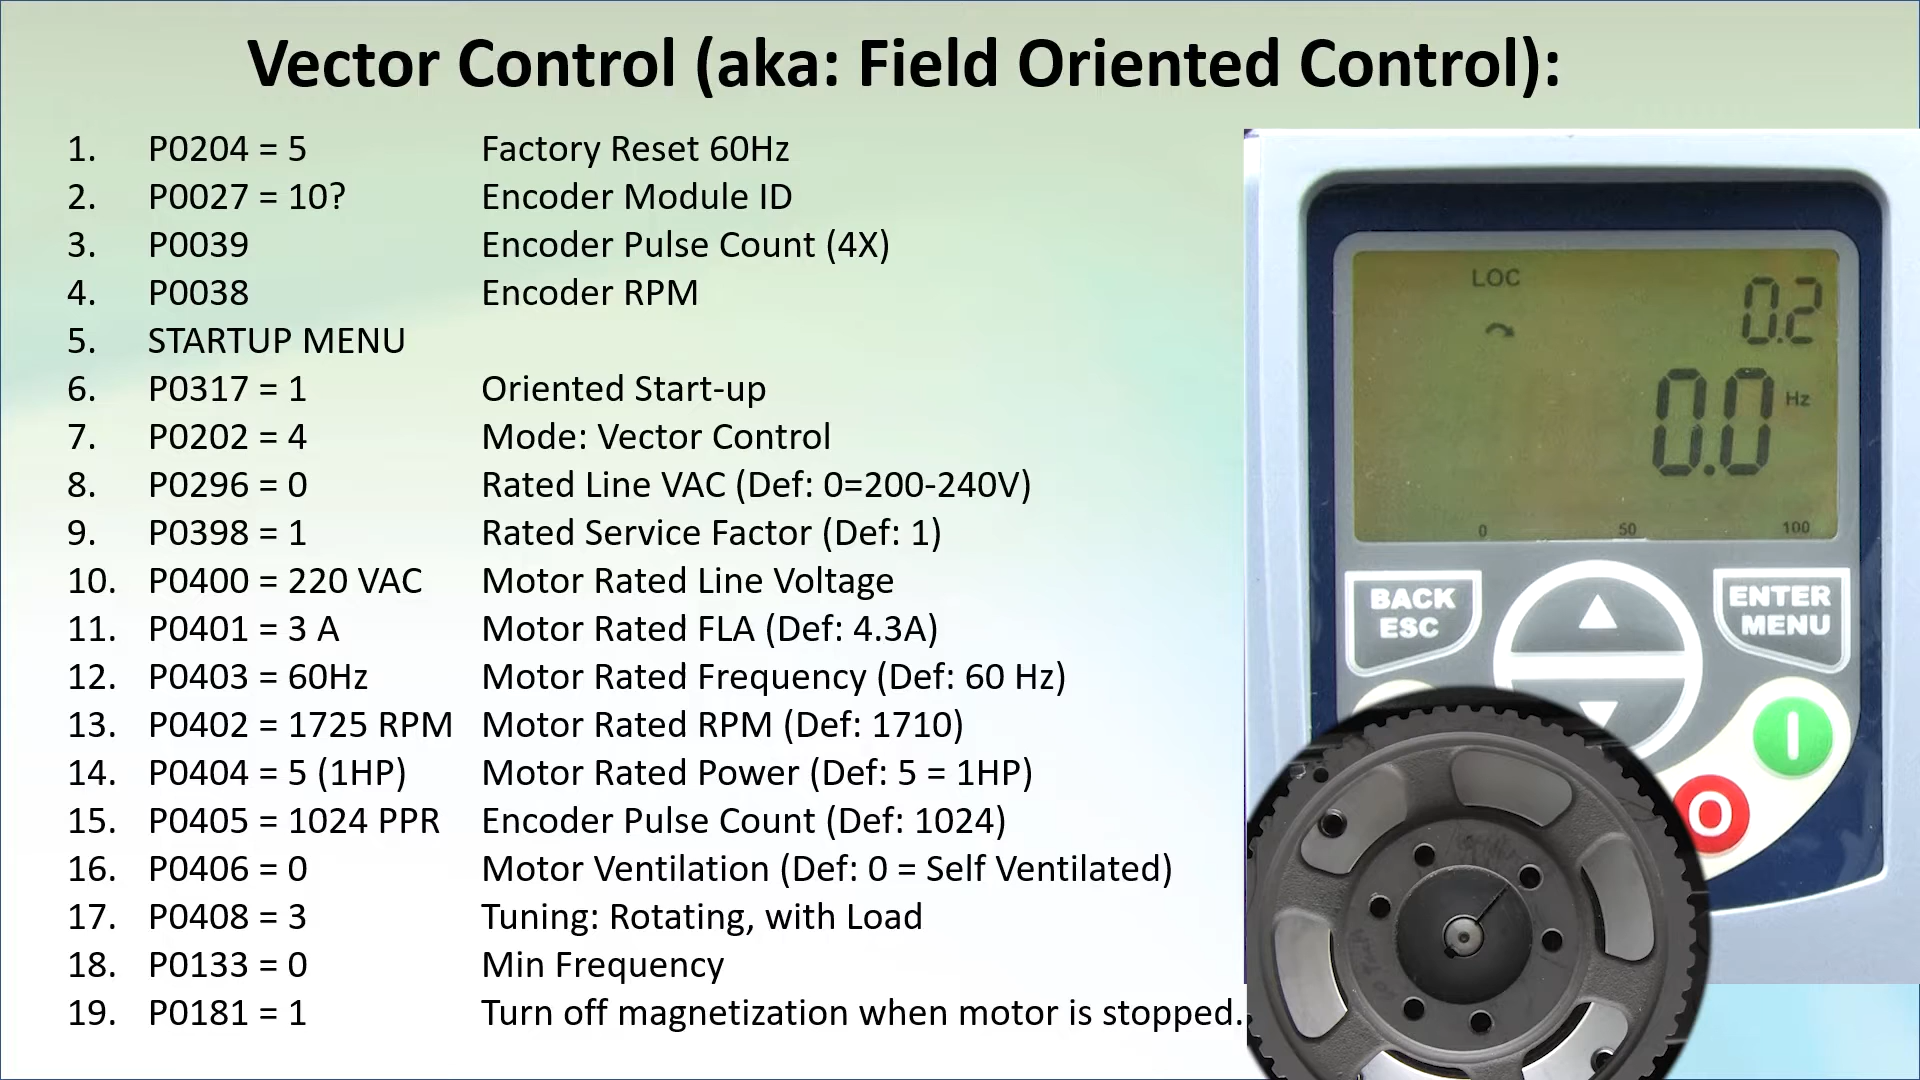 Vector Control (aka: Field Oriented Control):
1. P0204 = 5 Factory Reset 60Hz
2. P0027 = 10? Encoder Module ID
3. P0039 Encoder Pulse Count (4X)
4. P0038 Encoder RPM
5. STARTUP MENU
6. P0317 = 1 Oriented Start-up
7. P0202 = 4 Mode: Vector Control
8. P0296 = 0 Rated Line VAC (Def: 0=200-240V)
9. P0398 = 1 Rated Service Factor (Def: 1)
10. P0400 = 220 VAC Motor Rated Line Voltage
11. P0401 = 3 A Motor Rated FLA (Def: 4.3A)
12. P0403 = 60Hz Motor Rated Frequency (Def: 60 Hz)
13. P0402 = 1725 RPM Motor Rated RPM (Def: 1710)
14. P0404 = 5 (1HP) Motor Rated Power (Def: 5 = 1HP)
15. P0405 = 1024 PPR Encoder Pulse Count (Def: 1024)
16. P0406 = 0 Motor Ventilation (Def: 0 = Self Ventilated)
17. P0408 = 3 Tuning: Rotating, with Load
18. P0133 = 0 Min Frequency
19. P0181 = 1 Turn off magnetization when motor is stopped.
LOC
0.2
0.0 Hz
0 50 100
BACK
ESC
ENTER
MENU
I
O